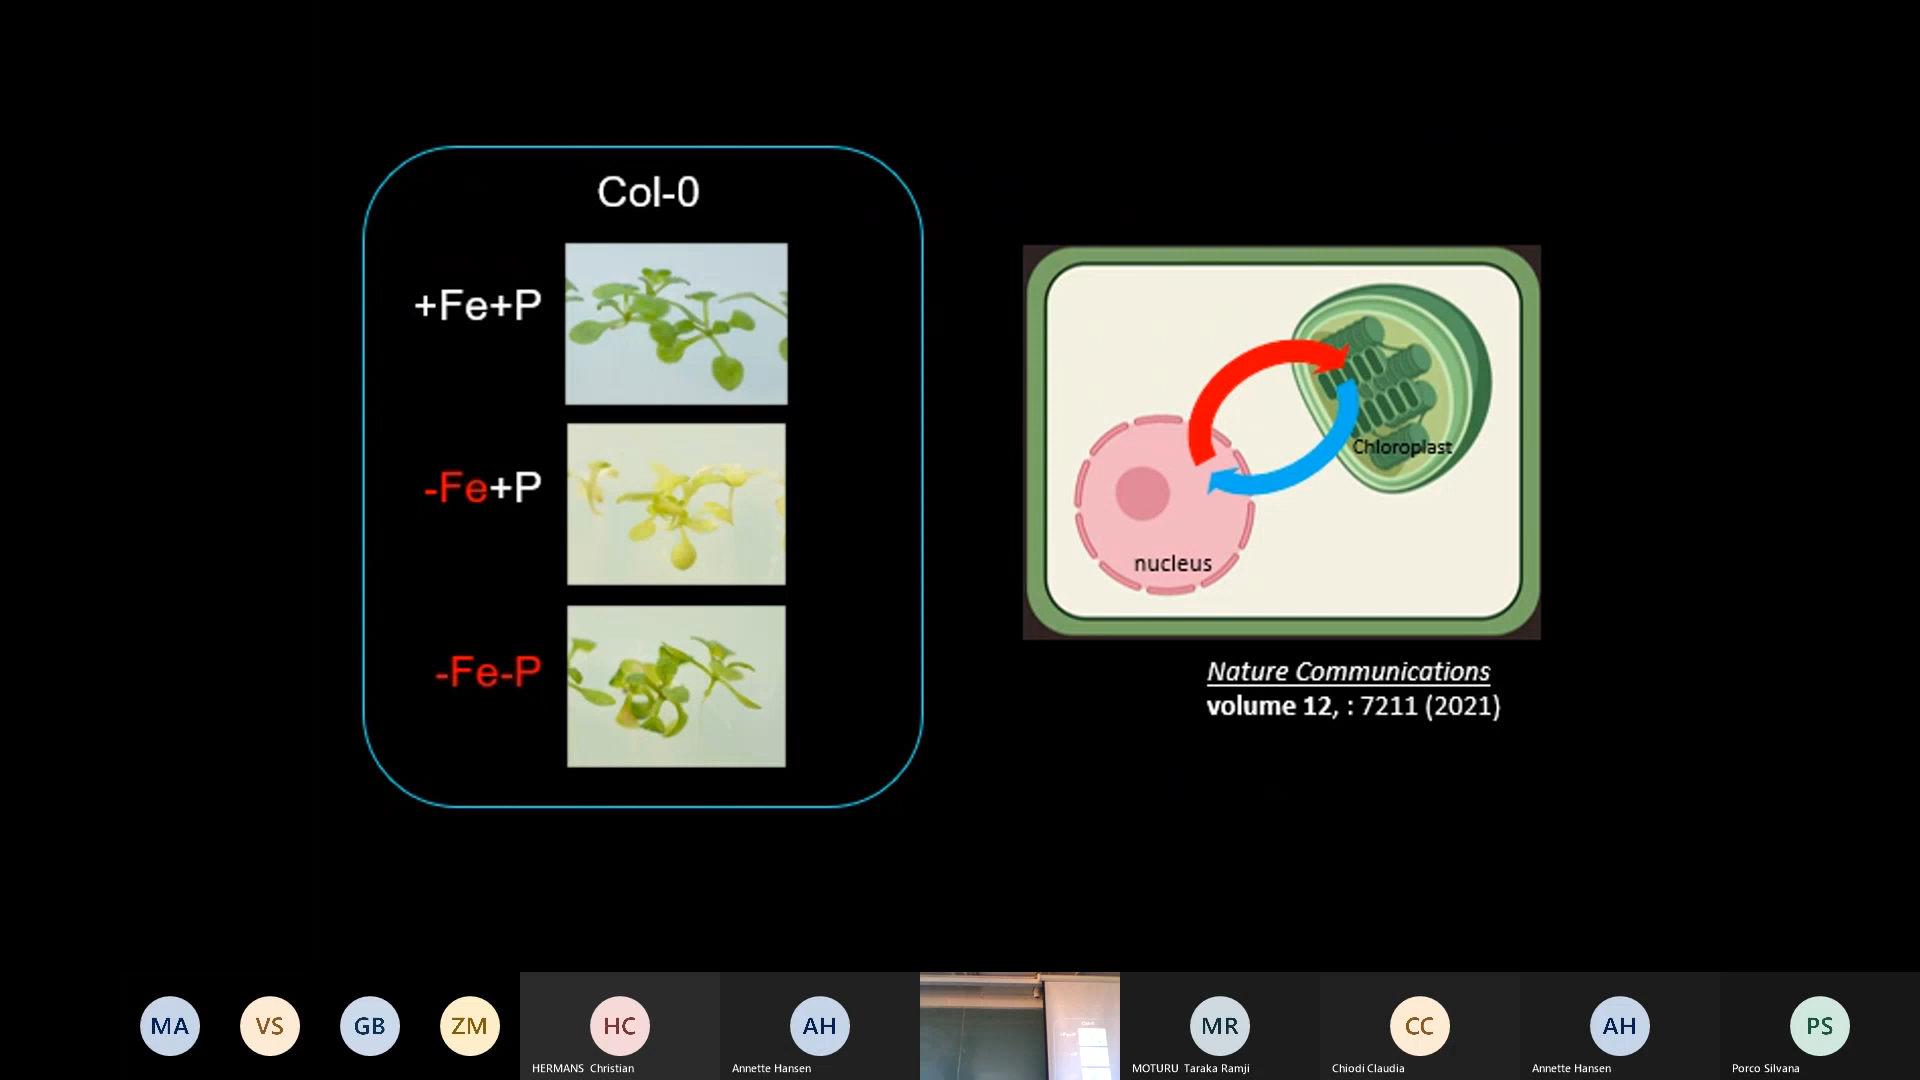 Col-0
+Fe+P
-Fe+P
-Fe-P
Chloroplast
nucleus
Nature Communications
volume 12, : 7211 (2021)
MA
VS
GB
ZM
HC
HERMANS Christian
AH
Annette Hansen
MR
MOTURU Taraka Ramji
CC
Chiodi Claudia
AH
Annette Hansen
PS
Porco Silvana